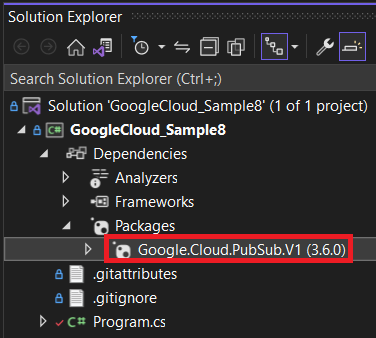 Solution Explorer
Search Solution Explorer (Ctrl+;)
Solution 'GoogleCloud_Sample8' (1 of 1 project)
C# GoogleCloud_Sample8
Dependencies
Analyzers
Frameworks
Packages
Google.Cloud.PubSub.V1 (3.6.0)
.gitattributes
.gitignore
Program.cs